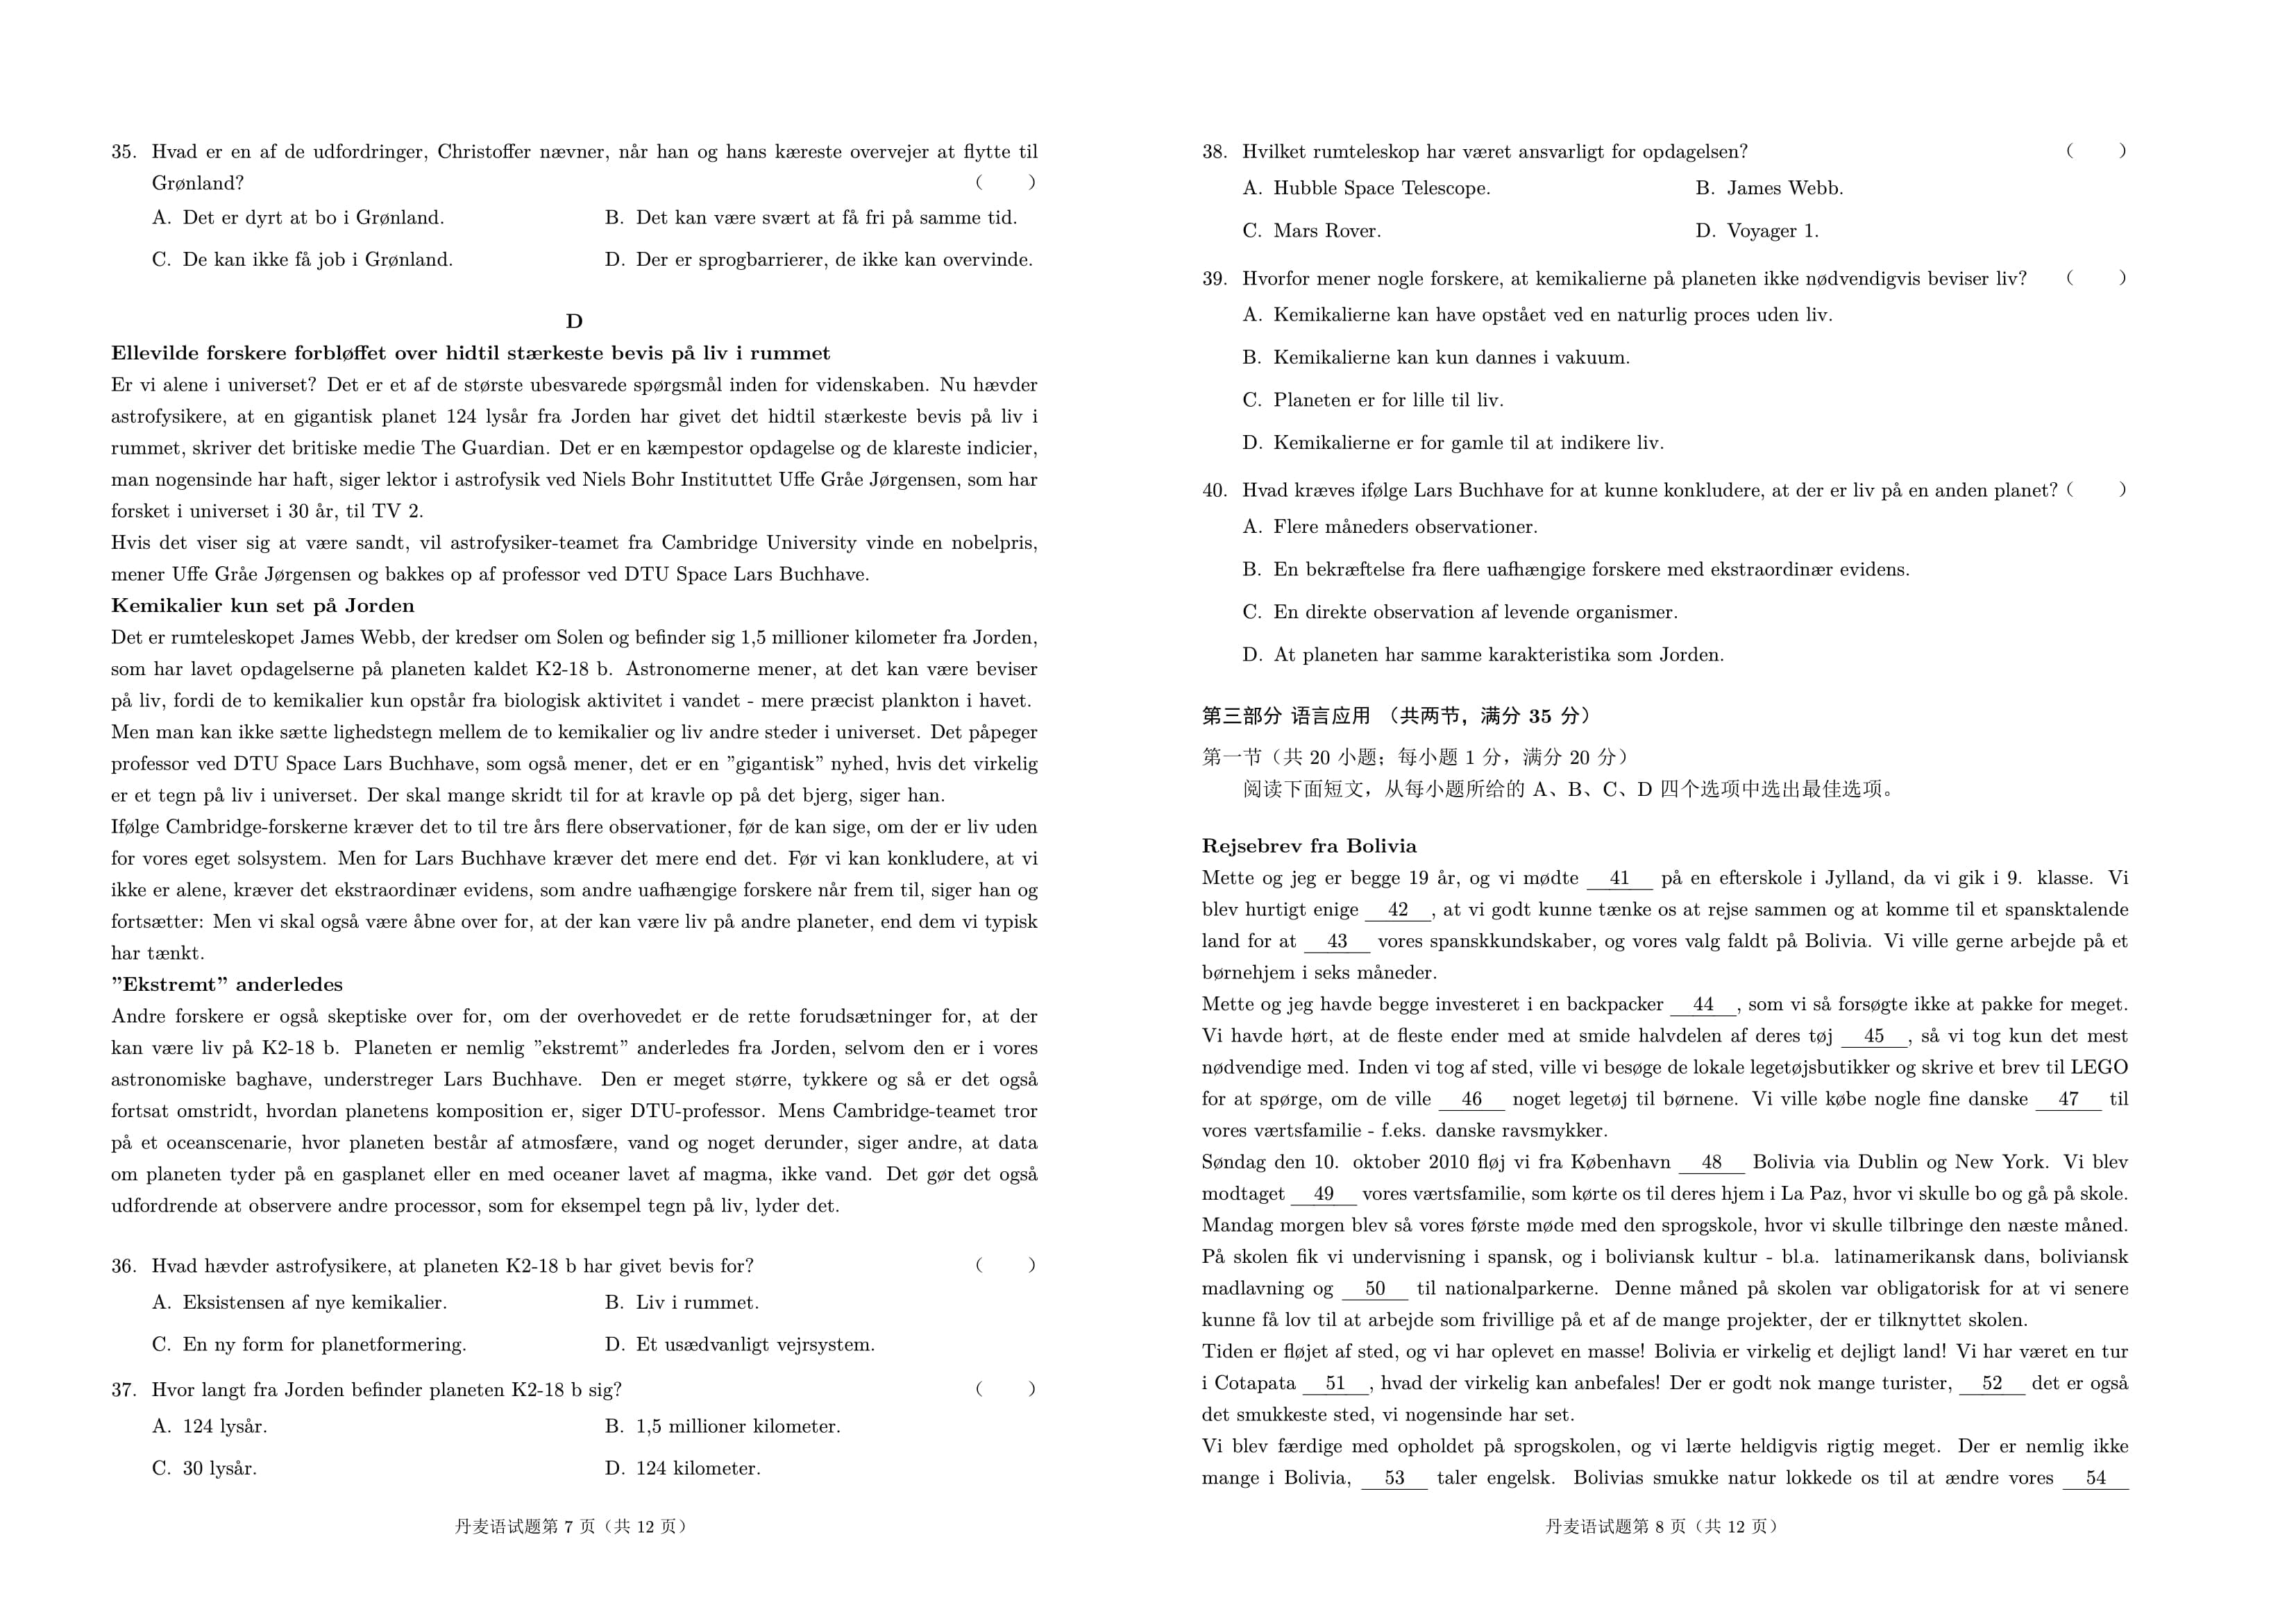 35. Hvad er en af de udfordringer, Christoffer nævner, når han og hans kæreste overvejer at flytte til
Grønland? （ ）
A. Det er dyrt at bo i Grønland. B. Det kan være svært at få fri på samme tid.
C. De kan ikke få job i Grønland. D. Der er sprogbarrierer, de ikke kan overvinde.
D
Ellevilde forskere forbløffet over hidtil stærkeste bevis på liv i rummet
Er vi alene i universet? Det er et af de største ubesvarede spørgsmål inden for videnskaben. Nu hævder
astrofysikere, at en gigantisk planet 124 lysår fra Jorden har givet det hidtil stærkeste bevis på liv i
rummet, skriver det britiske medie The Guardian. Det er en kæmpestor opdagelse og de klareste indicier,
man nogensinde har haft, siger lektor i astrofysik ved Niels Bohr Instituttet Uffe Gråe Jørgensen, som har
forsket i universet i 30 år, til TV 2.
Hvis det viser sig at være sandt, vil astrofysiker-teamet fra Cambridge University vinde en nobelpris,
mener Uffe Gråe Jørgensen og bakkes op af professor ved DTU Space Lars Buchhave.
Kemikalier kun set på Jorden
Det er rumteleskopet James Webb, der kredser om Solen og befinder sig 1,5 millioner kilometer fra Jorden,
som har lavet opdagelserne på planeten kaldet K2-18 b. Astronomerne mener, at det kan være beviser
på liv, fordi de to kemikalier kun opstår fra biologisk aktivitet i vandet - mere præcist plankton i havet.
Men man kan ikke sætte lighedstegn mellem de to kemikalier og liv andre steder i universet. Det påpeger
professor ved DTU Space Lars Buchhave, som også mener, det er en ”gigantisk” nyhed, hvis det virkelig
er et tegn på liv i universet. Der skal mange skridt til for at kravle op på det bjerg, siger han.
Ifølge Cambridge-forskerne kræver det to til tre års flere observationer, før de kan sige, om der er liv uden
for vores eget solsystem. Men for Lars Buchhave kræver det mere end det. Før vi kan konkludere, at vi
ikke er alene, kræver det ekstraordinær evidens, som andre uafhængige forskere når frem til, siger han og
fortsætter: Men vi skal også være åbne over for, at der kan være liv på andre planeter, end dem vi typisk
har tænkt.
”Ekstremt” anderledes
Andre forskere er også skeptiske over for, om der overhovedet er de rette forudsætninger for, at der
kan være liv på K2-18 b. Planeten er nemlig ”ekstremt” anderledes fra Jorden, selvom den er i vores
astronomiske baghave, understreger Lars Buchhave. Den er meget større, tykkere og så er det også
fortsat omstridt, hvordan planetens komposition er, siger DTU-professor. Mens Cambridge-teamet tror
på et oceanscenarie, hvor planeten består af atmosfære, vand og noget derunder, siger andre, at data
om planeten tyder på en gasplanet eller en med oceaner lavet af magma, ikke vand. Det gør det også
udfordrende at observere andre processor, som for eksempel tegn på liv, lyder det.
36. Hvad hævder astrofysikere, at planeten K2-18 b har givet bevis for? （ ）
A. Eksistensen af nye kemikalier. B. Liv i rummet.
C. En ny form for planetformering. D. Et usædvanligt vejrsystem.
37. Hvor langt fra Jorden befinder planeten K2-18 b sig? （ ）
A. 124 lysår. B. 1,5 millioner kilometer.
C. 30 lysår. D. 124 kilometer.
丹麦语试题第 7 页（共 12 页）
38. Hvilket rumteleskop har været ansvarligt for opdagelsen? （ ）
A. Hubble Space Telescope. B. James Webb.
C. Mars Rover. D. Voyager 1.
39. Hvorfor mener nogle forskere, at kemikalierne på planeten ikke nødvendigvis beviser liv? （ ）
A. Kemikalierne kan have opstået ved en naturlig proces uden liv.
B. Kemikalierne kan kun dannes i vakuum.
C. Planeten er for lille til liv.
D. Kemikalierne er for gamle til at indikere liv.
40. Hvad kræves ifølge Lars Buchhave for at kunne konkludere, at der er liv på en anden planet? （ ）
A. Flere måneders observationer.
B. En bekræftelse fra flere uafhængige forskere med ekstraordinær evidens.
C. En direkte observation af levende organismer.
D. At planeten har samme karakteristika som Jorden.
第三部分 语言应用 （共两节，满分 35 分）
第一节（共 20 小题；每小题 1 分，满分 20 分）
阅读下面短文，从每小题所给的 A、B、C、D 四个选项中选出最佳选项。
Rejsebrev fra Bolivia
Mette og jeg er begge 19 år, og vi mødte 41 på en efterskole i Jylland, da vi gik i 9. klasse. Vi
blev hurtigt enige 42 , at vi godt kunne tænke os at rejse sammen og at komme til et spansktalende
land for at 43 vores spanskkundskaber, og vores valg faldt på Bolivia. Vi ville gerne arbejde på et
børnehjem i seks måneder.
Mette og jeg havde begge investeret i en backpacker 44 , som vi så forsøgte ikke at pakke for meget.
Vi havde hørt, at de fleste ender med at smide halvdelen af deres tøj 45 , så vi tog kun det mest
nødvendige med. Inden vi tog af sted, ville vi besøge de lokale legetøjsbutikker og skrive et brev til LEGO
for at spørge, om de ville 46 noget legetøj til børnene. Vi ville købe nogle fine danske 47 til
vores værtsfamilie - f.eks. danske ravsmykker.
Søndag den 10. oktober 2010 fløj vi fra København 48 Bolivia via Dublin og New York. Vi blev
modtaget 49 vores værtsfamilie, som kørte os til deres hjem i La Paz, hvor vi skulle bo og gå på skole.
Mandag morgen blev så vores første møde med den sprogskole, hvor vi skulle tilbringe den næste måned.
På skolen fik vi undervisning i spansk, og i boliviansk kultur - bl.a. latinamerikansk dans, boliviansk
madlavning og 50 til nationalparkerne. Denne måned på skolen var obligatorisk for at vi senere
kunne få lov til at arbejde som frivillige på et af de mange projekter, der er tilknyttet skolen.
Tiden er fløjet af sted, og vi har oplevet en masse! Bolivia er virkelig et dejligt land! Vi har været en tur
i Cotapata 51 , hvad der virkelig kan anbefales! Der er godt nok mange turister, 52 det er også
det smukkeste sted, vi nogensinde har set.
Vi blev færdige med opholdet på sprogskolen, og vi lærte heldigvis rigtig meget. Der er nemlig ikke
mange i Bolivia, 53 taler engelsk. Bolivias smukke natur lokkede os til at ændre vores 54
丹麦语试题第 8 页（共 12 页）